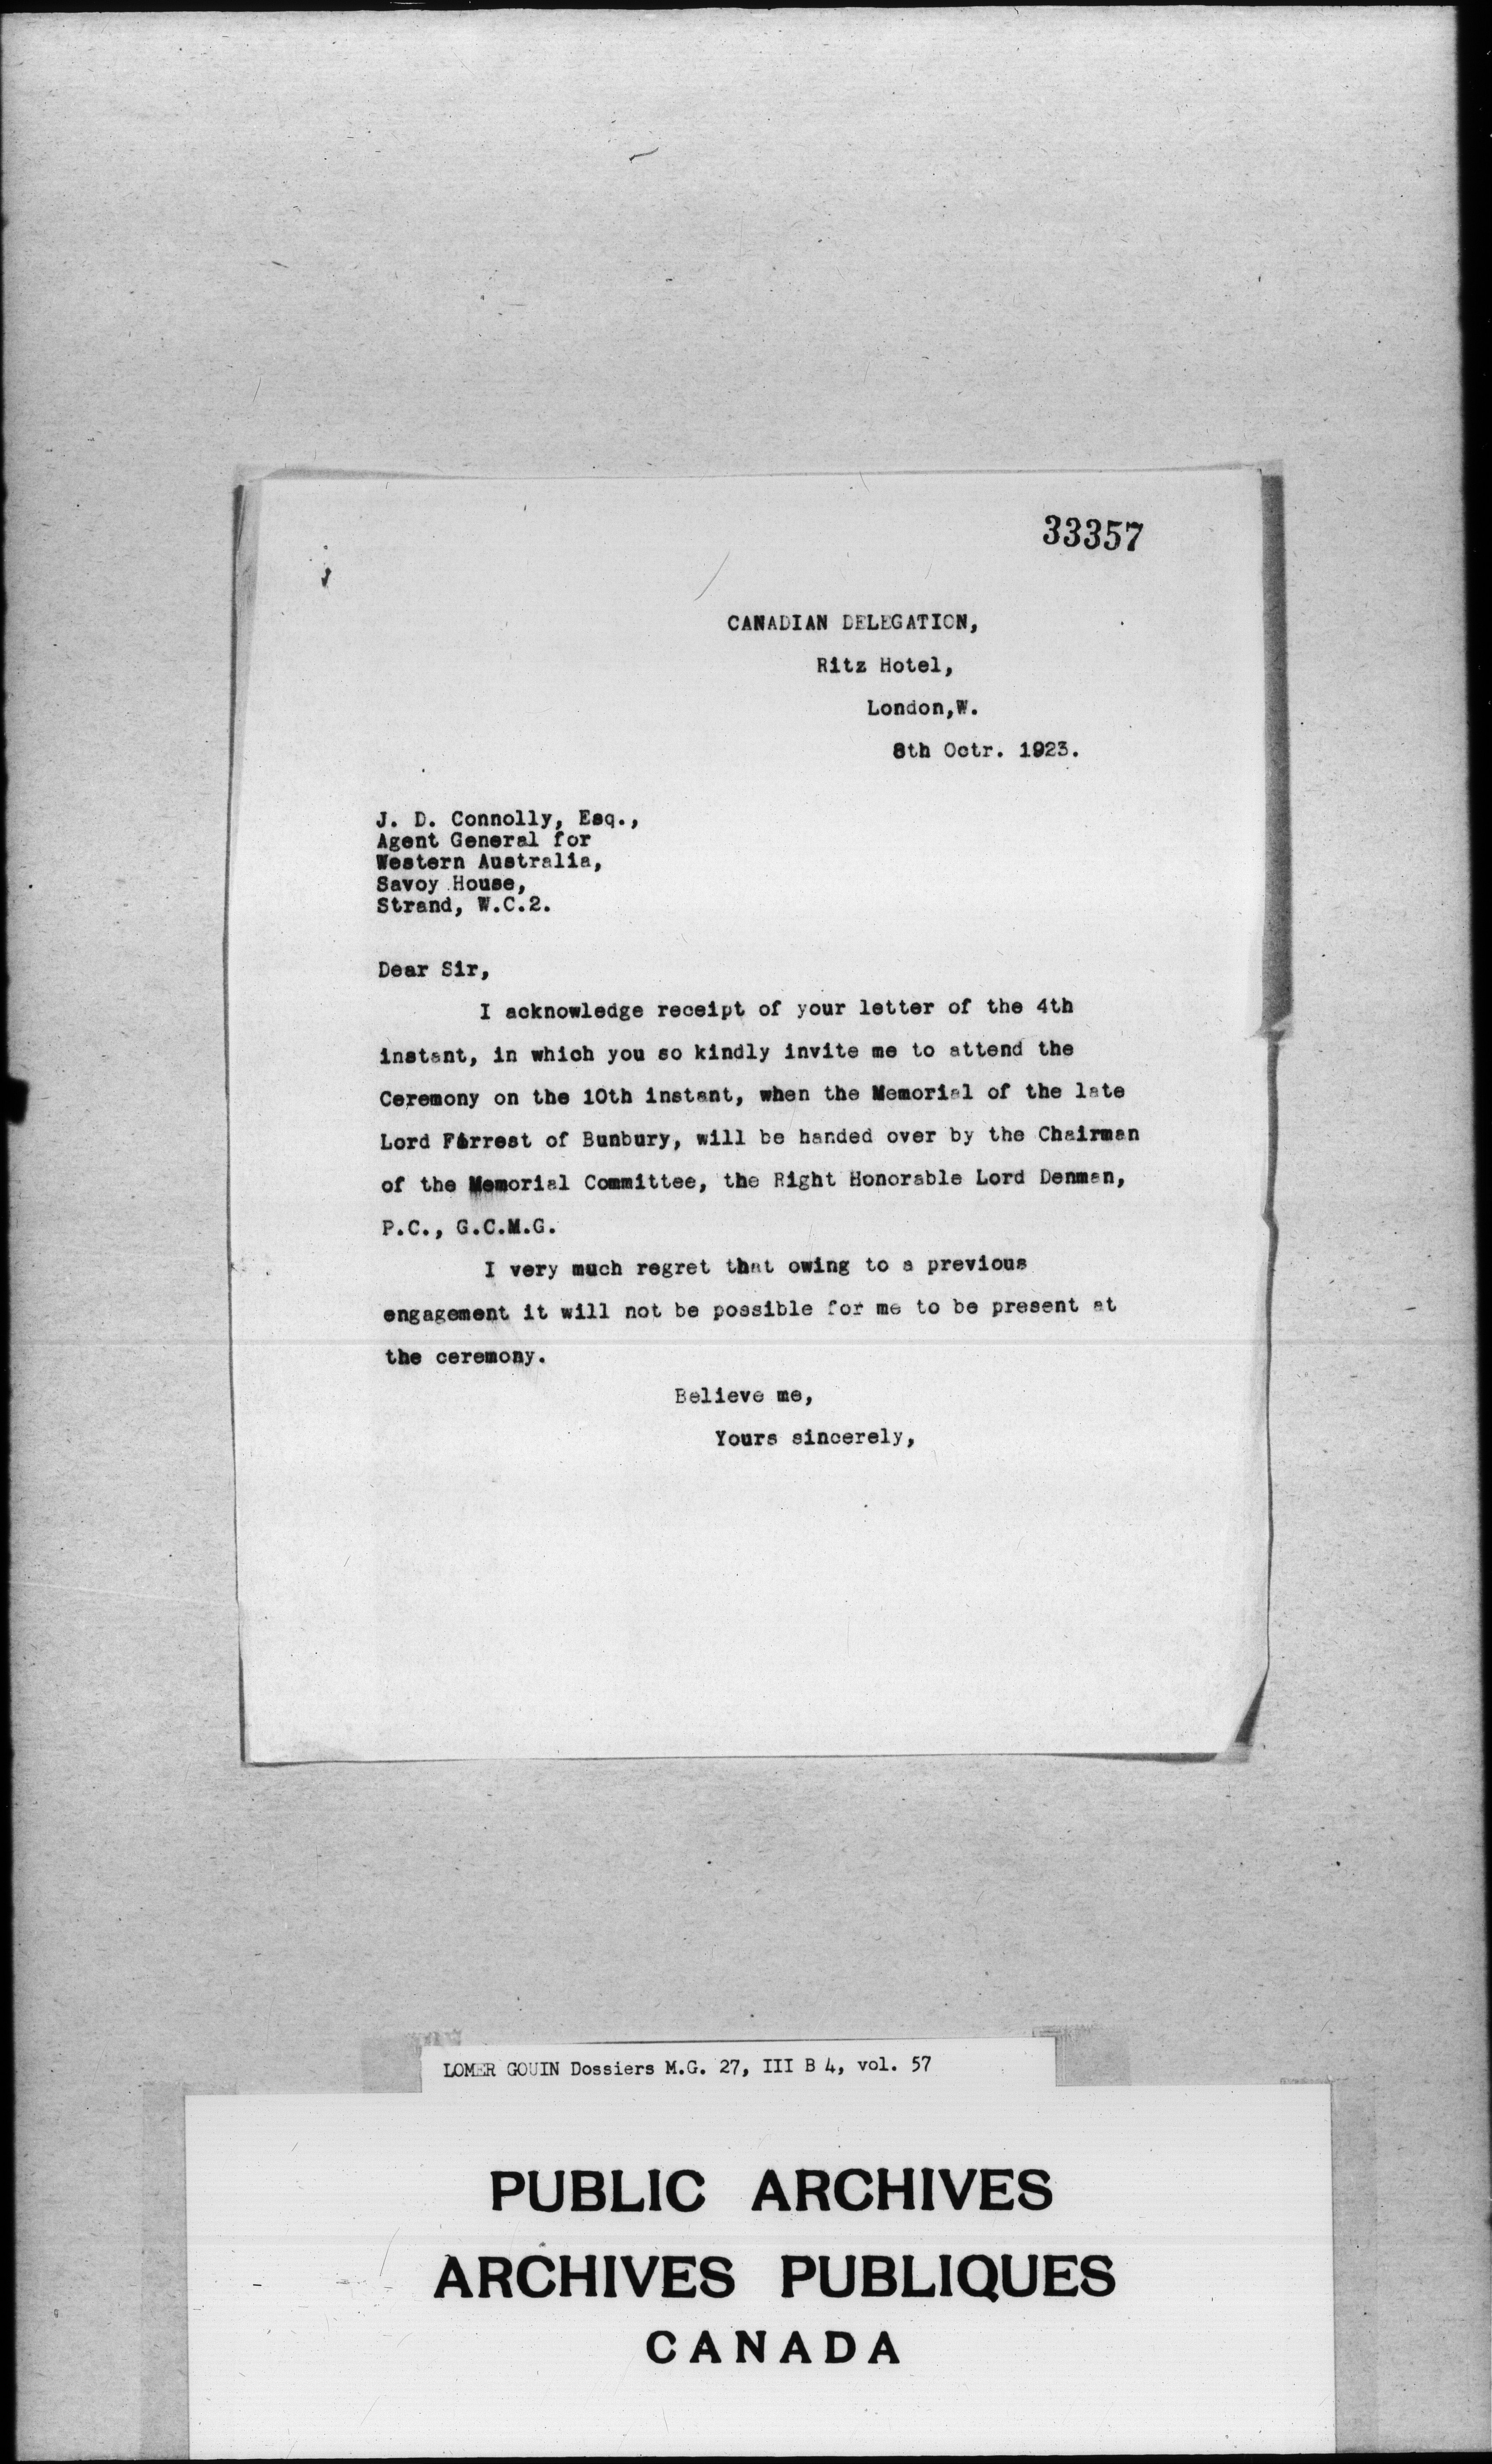 33357
CANADIAN DELEGATION,
Ritz Hotel,
London,W.
8th Octr. 1923.
J. D. Connolly, Esq.,
Agent General for
Western Australia,
Savoy House,
Strand, W.C.2.
Dear Sir,
I acknowledge receipt of your letter of the 4th
instant, in which you so kindly invite me to attend the
Ceremony on the 10th instant, when the Memorial of the late
Lord Forrest of Bunbury, will be handed over by the Chairman
of the Memorial Committee, the Right Honorable Lord Denman,
P.C., G.C.M.G.
I very much regret that owing to a previous
engagement it will not be possible for me to be present at
the ceremony.
Believe me,
Yours sincerely,
LOMER GOUIN Dossiers M.G. 27, III B 4, vol. 57
PUBLIC ARCHIVES
ARCHIVES PUBLIQUES
CANADA